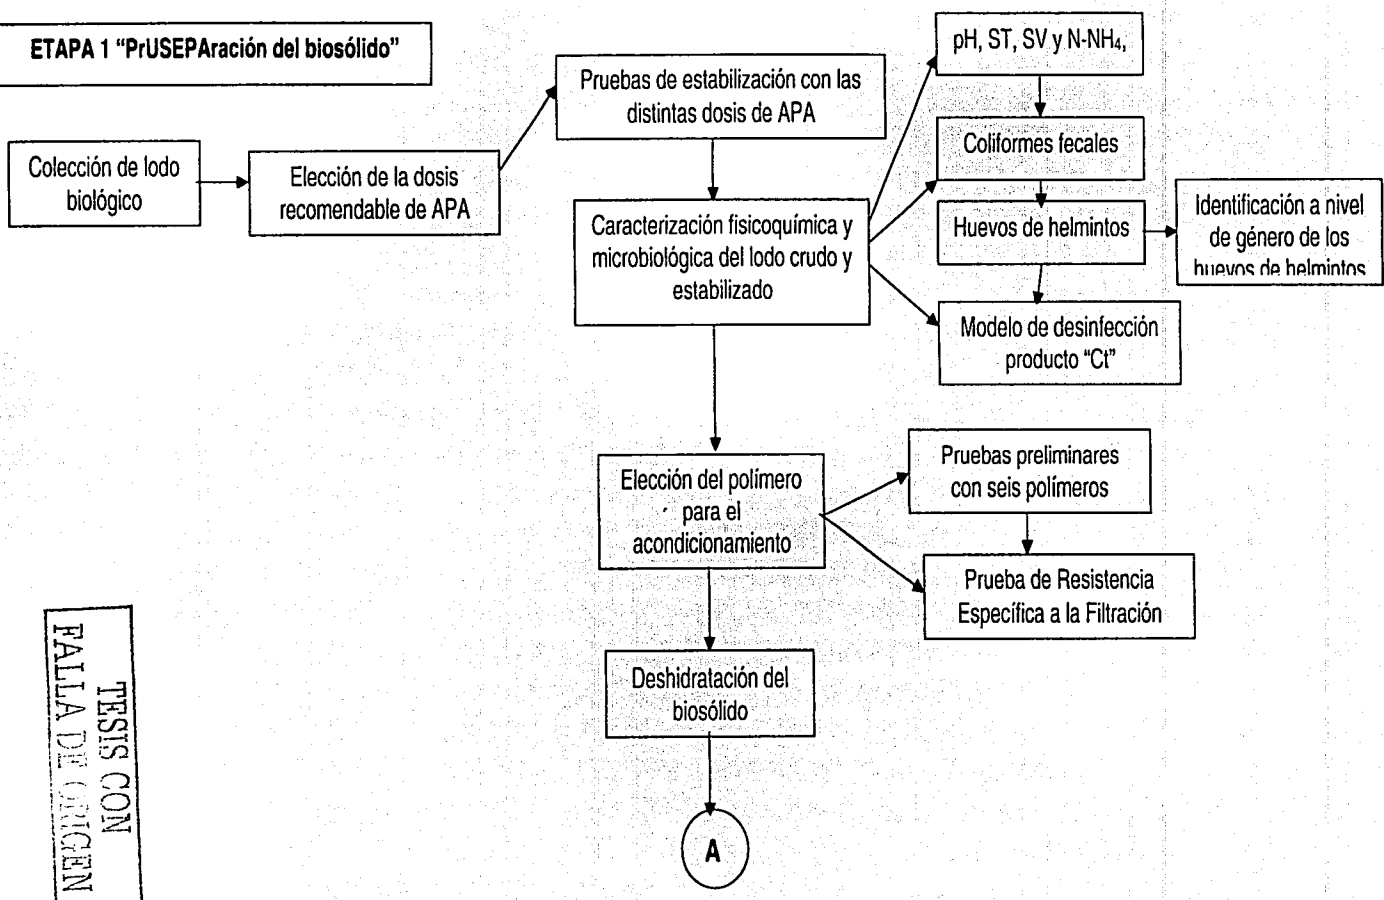 ETAPA 1 “PrUSEPAración del biosólido”
Colección de lodo
biológico
Elección de la dosis
recomendable de APA
Pruebas de estabilización con las
distintas dosis de APA
Caracterización fisicoquímica y
microbiológica del lodo crudo y
estabilizado
pH, ST, SV y N-NH₄,
Coliformes fecales
Huevos de helmintos
Identificación a nivel
de género de los
huevos de helmintos
Modelo de desinfección
producto “Ct”
Elección del polímero
para el
acondicionamiento
Pruebas preliminares
con seis polímeros
Prueba de Resistencia
Específica a la Filtración
Deshidratación del
biosólido
A
TESIS CON
FALLA DE ORIGEN